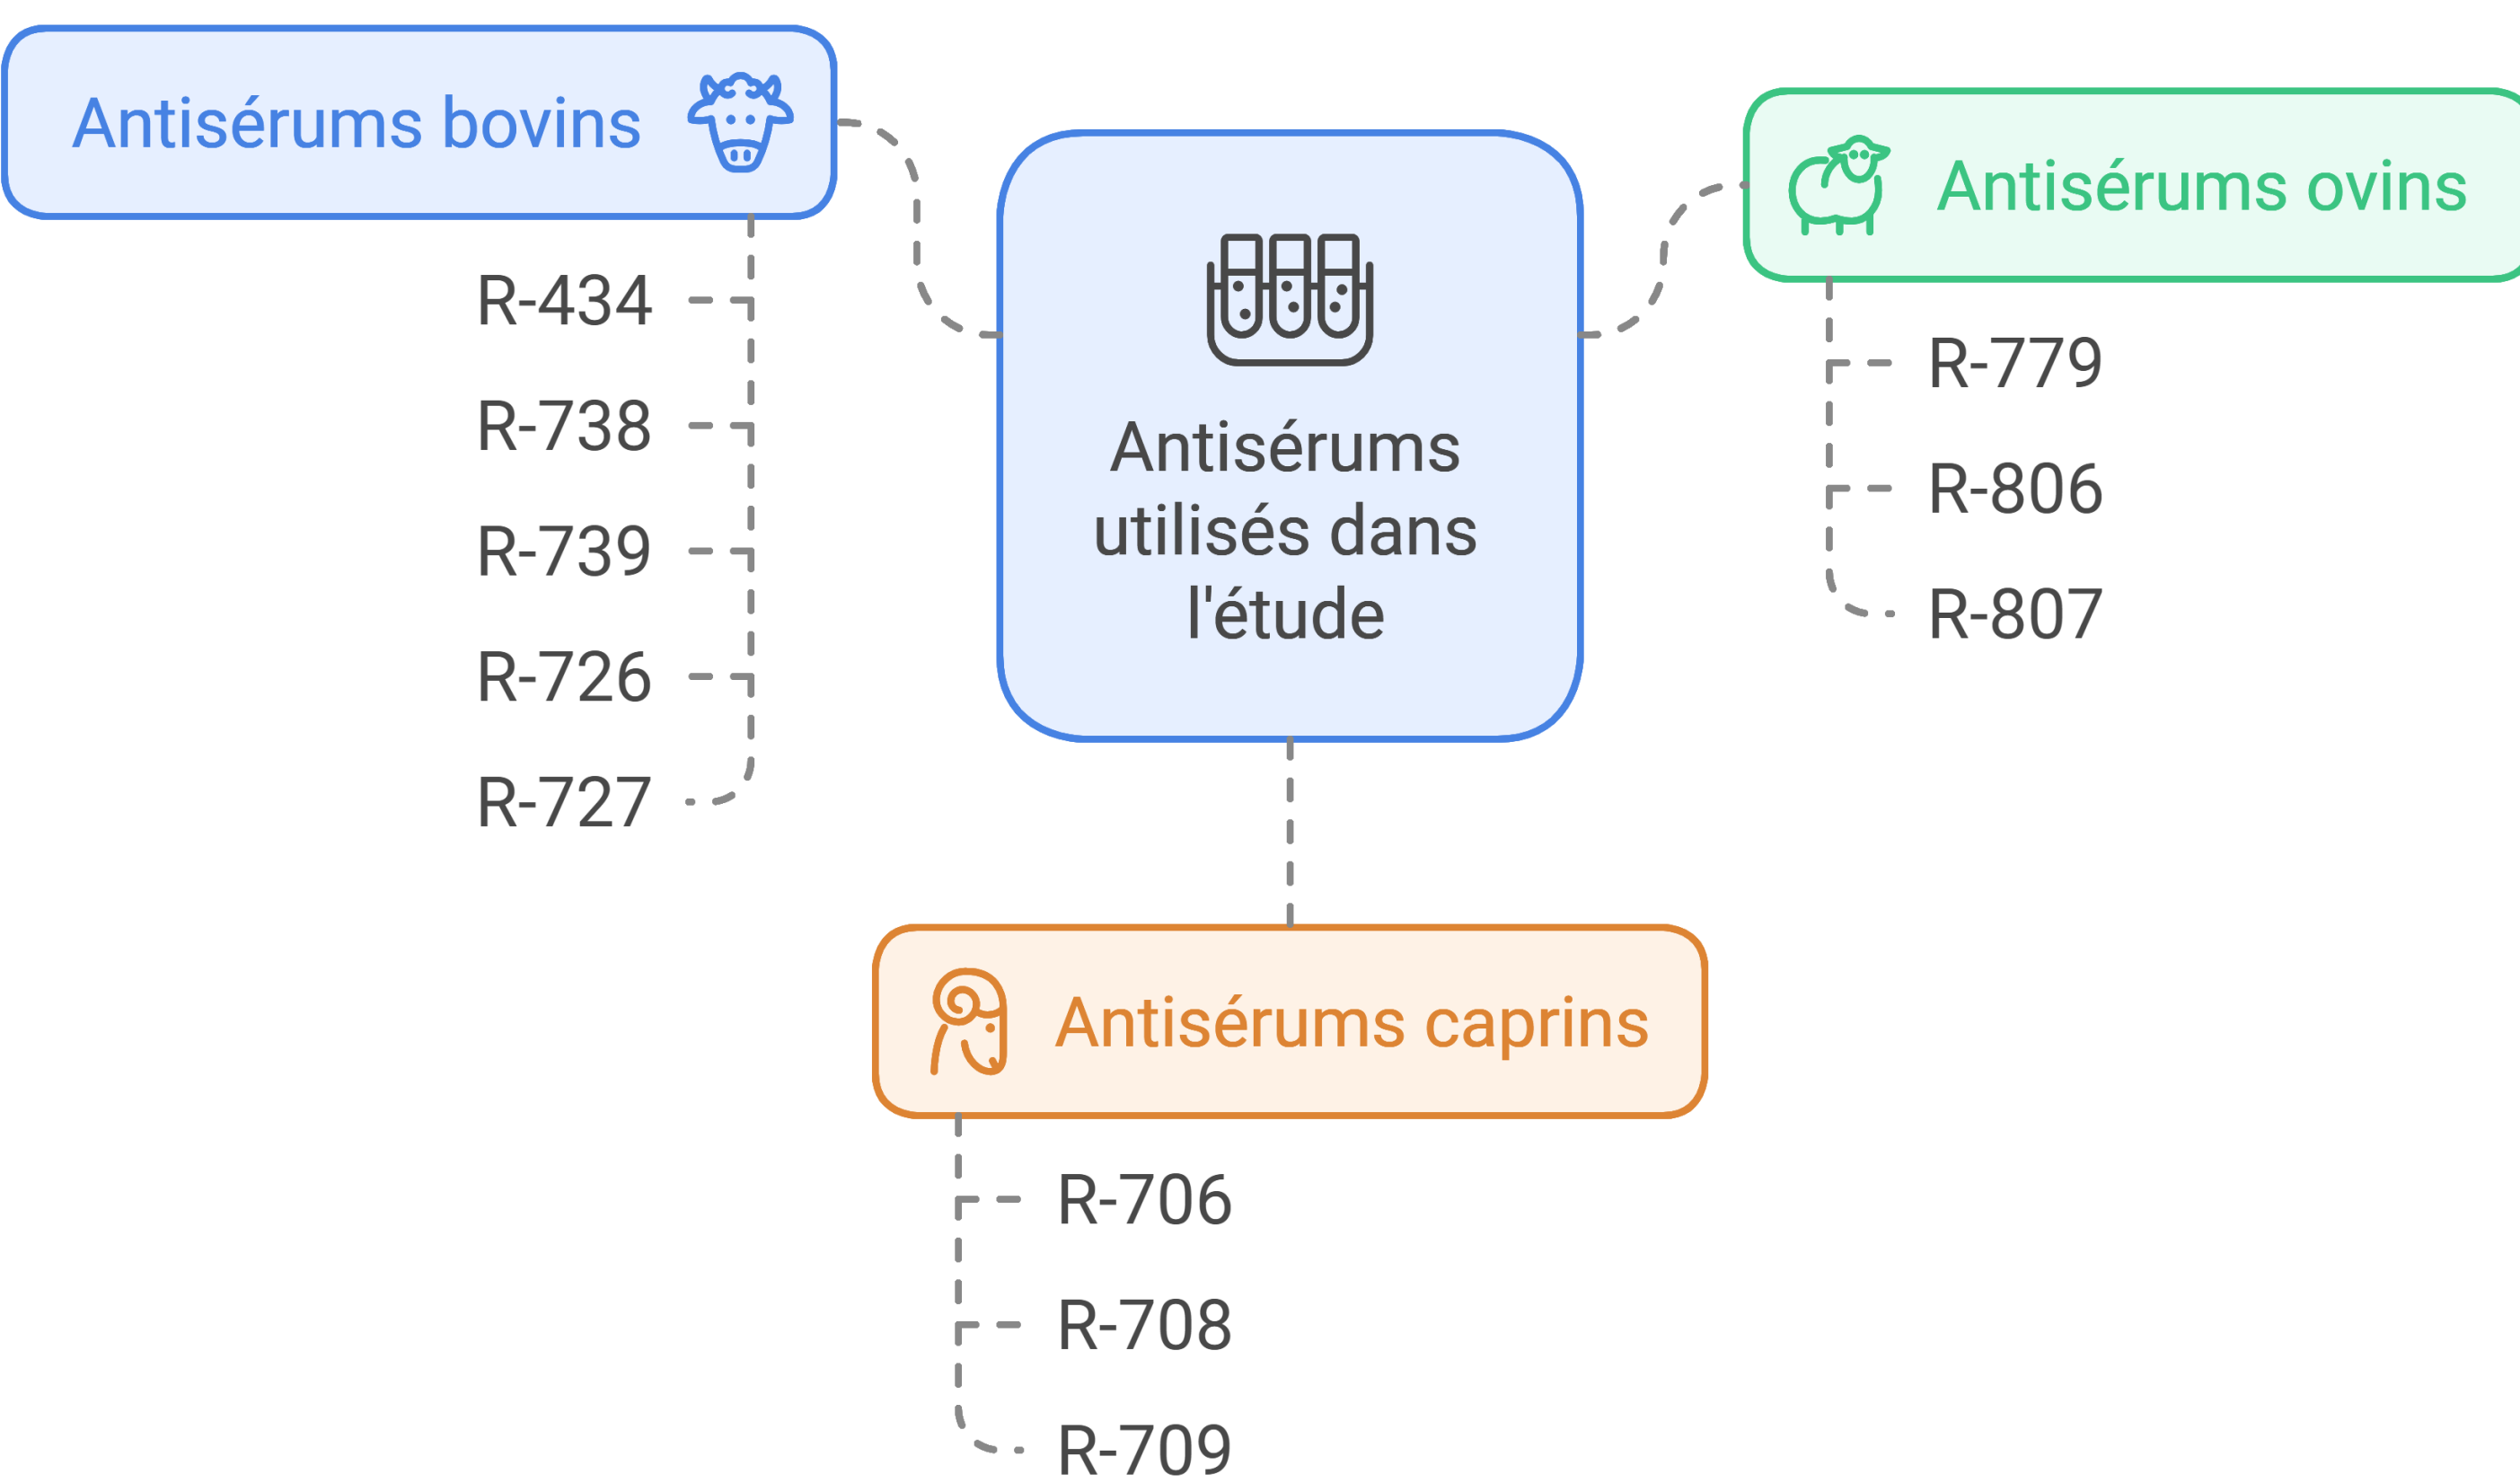 Antisérums bovins
R-434
R-738
R-739
R-726
R-727
Antisérums
utilisés dans
l'étude
Antisérums ovins
R-779
R-806
R-807
Antisérums caprins
R-706
R-708
R-709